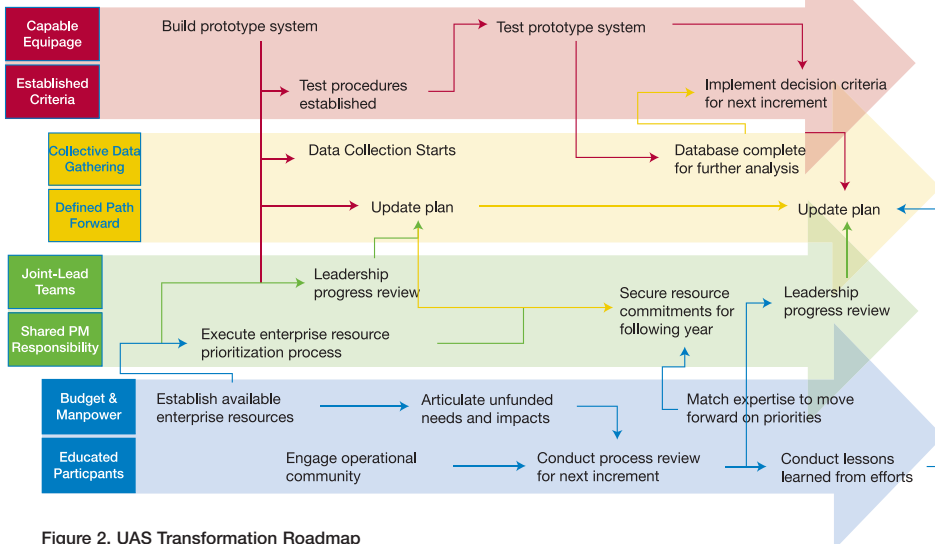 Capable
Equipage
Build prototype system
Test prototype system
Established
Criteria
Test procedures
established
Implement decision criteria
for next increment
Collective Data
Gathering
Data Collection Starts
Database complete
for further analysis
Defined Path
Forward
Update plan
Update plan
Joint-Lead
Teams
Leadership
progress review
Secure resource
commitments for
following year
Leadership
progress review
Shared PM
Responsibility
Execute enterprise resource
prioritization process
Budget &
Manpower
Establish available
enterprise resources
Articulate unfunded
needs and impacts
Match expertise to move
forward on priorities
Educated
Particpants
Engage operational
community
Conduct process review
for next increment
Conduct lessons
learned from efforts
Figure 2. UAS Transformation Roadmap